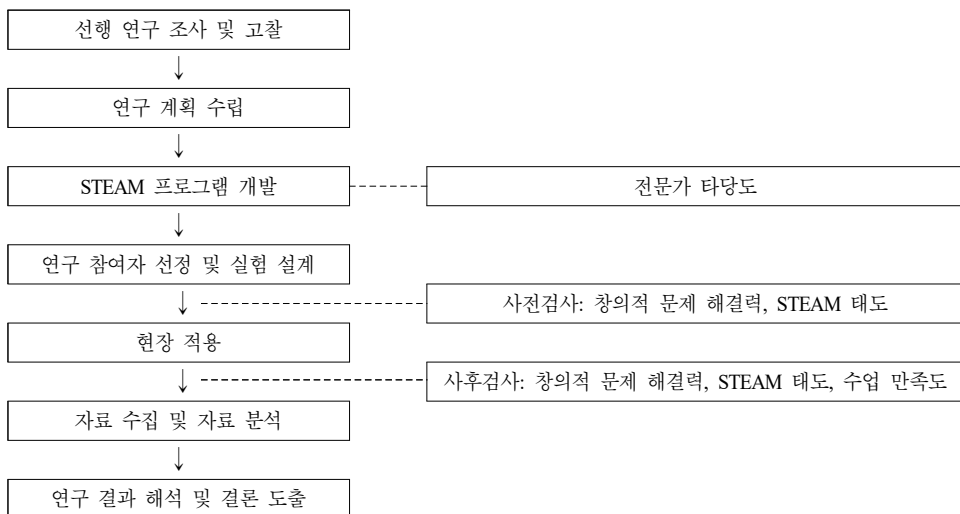 선행 연구 조사 및 고찰
연구 계획 수립
STEAM 프로그램 개발
전문가 타당도
연구 참여자 선정 및 실험 설계
사전검사: 창의적 문제 해결력, STEAM 태도
현장 적용
사후검사: 창의적 문제 해결력, STEAM 태도, 수업 만족도
자료 수집 및 자료 분석
연구 결과 해석 및 결론 도출